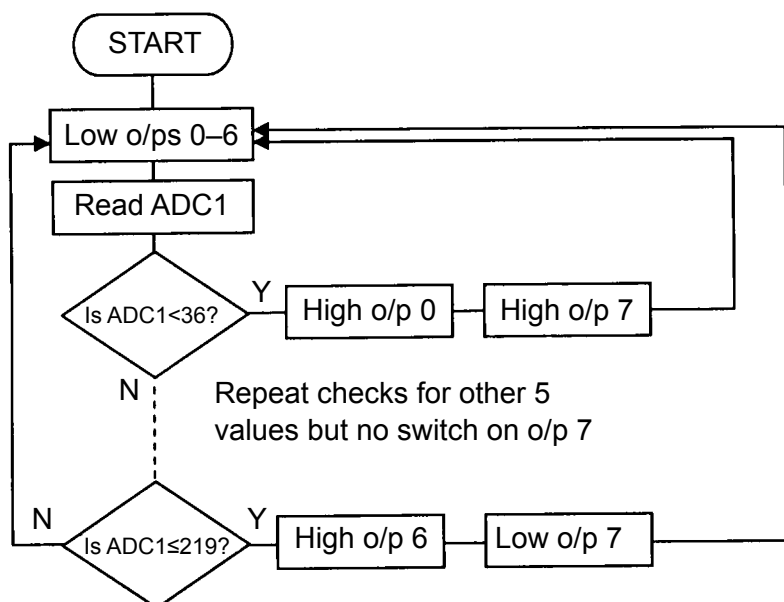 START
Low o/ps 0–6
Read ADC1
Is ADC1<36?
Y
High o/p 0
High o/p 7
N
Repeat checks for other 5
values but no switch on o/p 7
N
Is ADC1≤219?
Y
High o/p 6
Low o/p 7